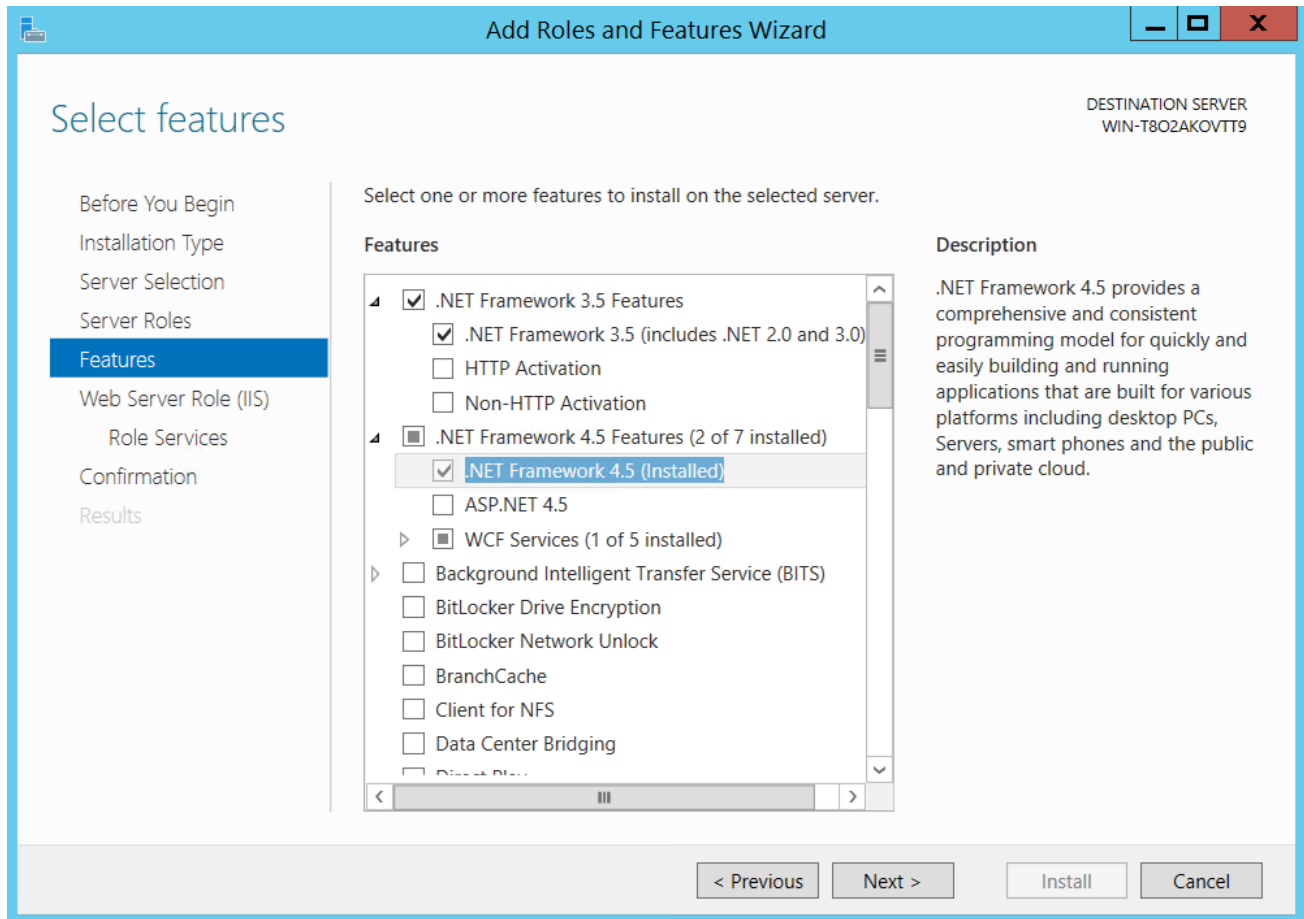 Add Roles and Features Wizard
X
Select features
DESTINATION SERVER
WIN-T8O2AKOVTT9
Before You Begin
Installation Type
Server Selection
Server Roles
Features
Web Server Role (IIS)
Role Services
Confirmation
Results
Select one or more features to install on the selected server.
Features
.NET Framework 3.5 Features
.NET Framework 3.5 (includes .NET 2.0 and 3.0)
HTTP Activation
Non-HTTP Activation
.NET Framework 4.5 Features (2 of 7 installed)
.NET Framework 4.5 (Installed)
ASP.NET 4.5
WCF Services (1 of 5 installed)
Background Intelligent Transfer Service (BITS)
BitLocker Drive Encryption
BitLocker Network Unlock
BranchCache
Client for NFS
Data Center Bridging
Direct Play
Description
.NET Framework 4.5 provides a
comprehensive and consistent
programming model for quickly and
easily building and running
applications that are built for various
platforms including desktop PCs,
Servers, smart phones and the public
and private cloud.
< Previous
Next >
Install
Cancel